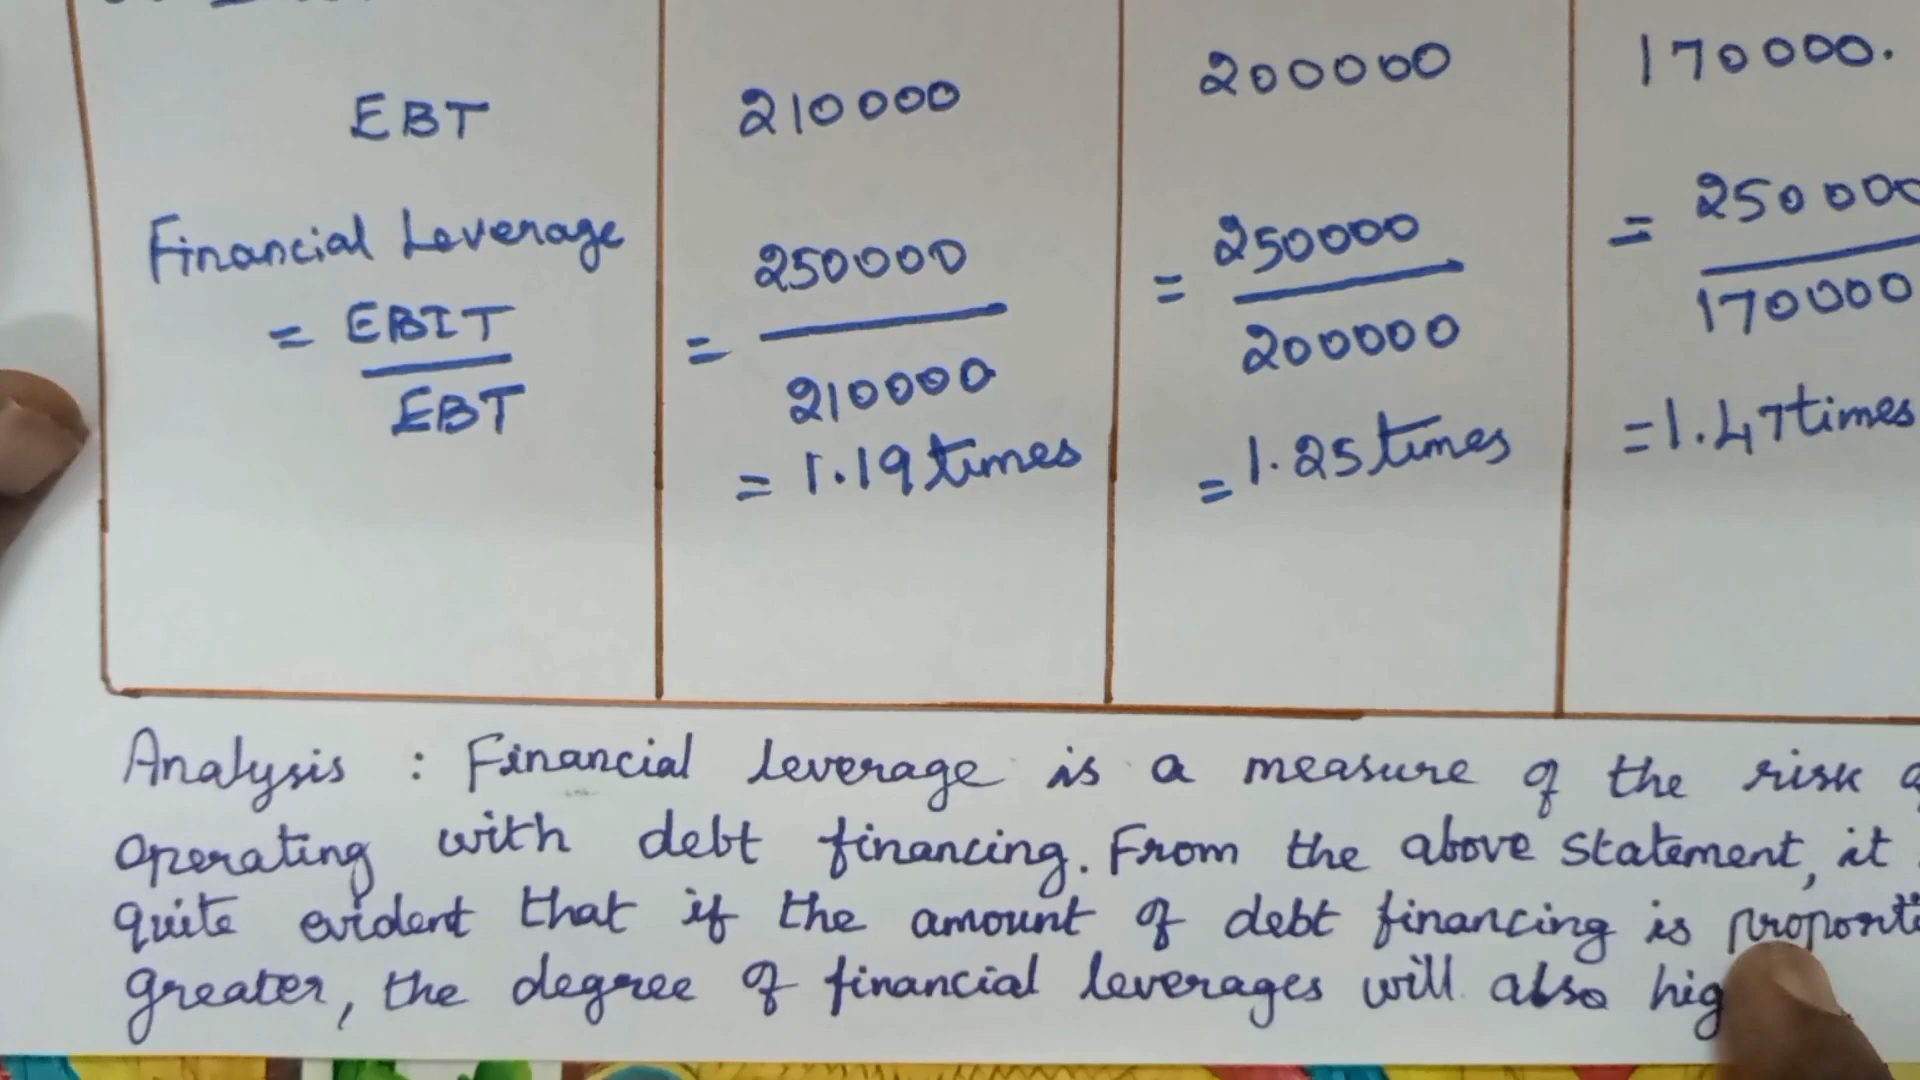 EBT 210000 200000 170000.
Financial Leverage = EBIT / EBT
= 250000 / 210000
= 1.19 times
= 250000 / 200000
= 1.25 times
= 250000 / 170000
= 1.47 times
Analysis : Financial leverage is a measure of the risk
operating with debt financing. From the above statement, it
quite evident that if the amount of debt financing is
greater, the degree of financial leverages will also